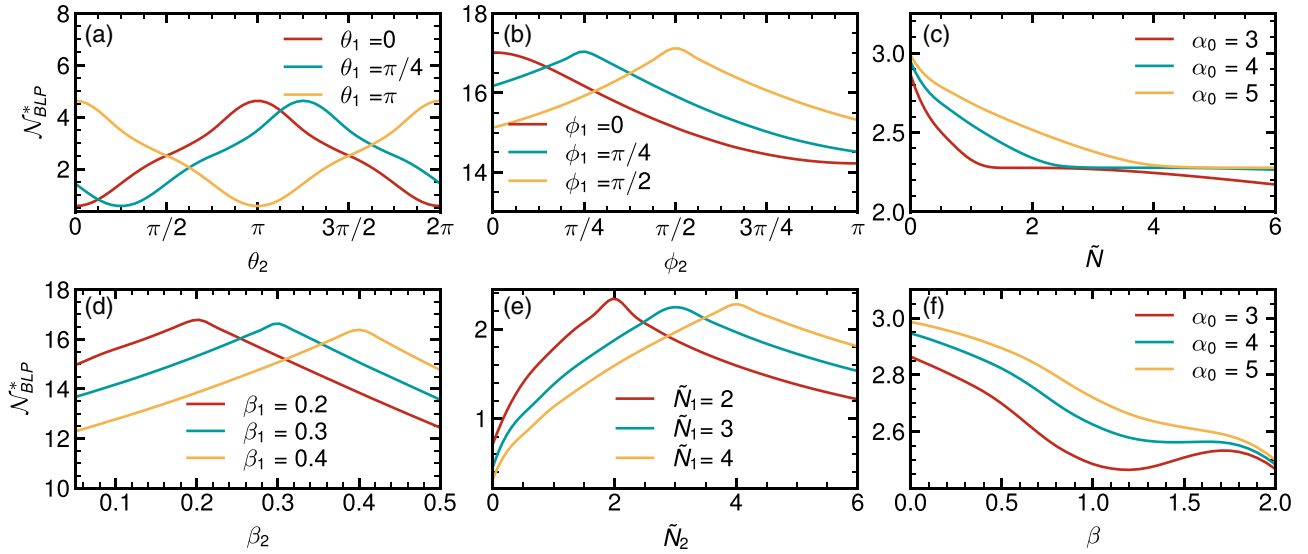 (a)
θ₁ =0
θ₁ =π/4
θ₁ =π
8
6
4
2
𝒩*BLP
0
π/2
π
3π/2
2π
θ₂
(b)
ϕ₁ =0
ϕ₁ =π/4
ϕ₁ =π/2
18
16
14
12
0
π/4
π/2
3π/4
π
ϕ₂
(c)
α₀ = 3
α₀ = 4
α₀ = 5
3.0
2.5
2.0
0
2
4
6
Ñ
(d)
β₁ = 0.2
β₁ = 0.3
β₁ = 0.4
18
16
14
12
10
𝒩*BLP
0.1
0.2
0.3
0.4
0.5
β₂
(e)
Ñ₁= 2
Ñ₁= 3
Ñ₁= 4
2
1
0
2
4
6
Ñ₂
(f)
α₀ = 3
α₀ = 4
α₀ = 5
3.0
2.8
2.6
0.0
0.5
1.0
1.5
2.0
β